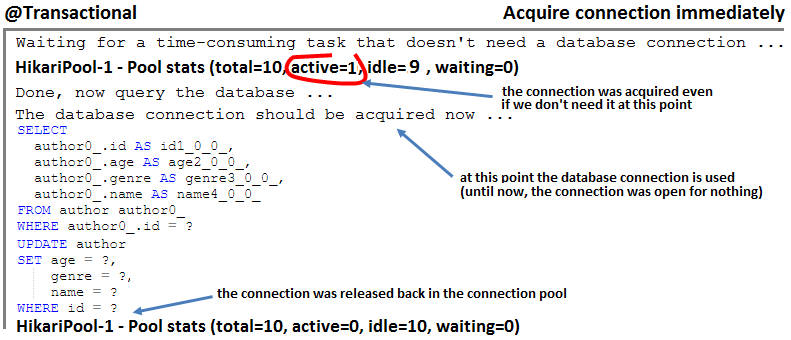 @Transactional Acquire connection immediately
Waiting for a time-consuming task that doesn't need a database connection ...
HikariPool-1 - Pool stats (total=10, active=1, idle= 9 , waiting=0)
Done, now query the database ...
the connection was acquired even
if we don't need it at this point
The database connection should be acquired now ...
SELECT
author0_.id AS id1_0_0_,
author0_.age AS age2_0_0_,
author0_.genre AS genre3_0_0_,
author0_.name AS name4_0_0_
at this point the database connection is used
(until now, the connection was open for nothing)
FROM author author0_
WHERE author0_.id = ?
UPDATE author
SET age = ?,
genre = ?,
name = ?
WHERE id = ?
the connection was released back in the connection pool
HikariPool-1 - Pool stats (total=10, active=0, idle=10, waiting=0)